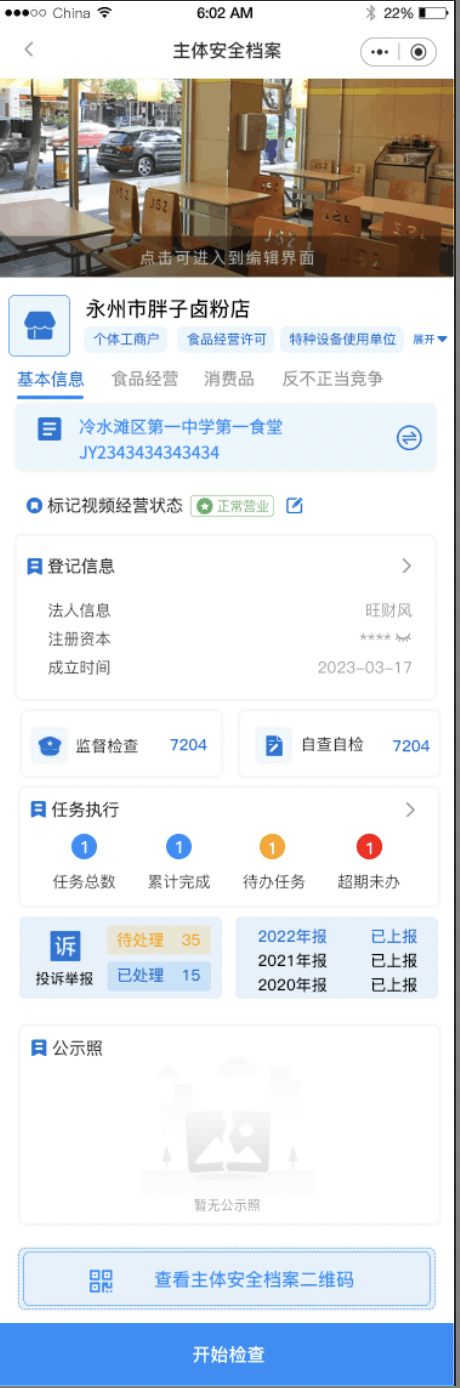 China 6:02 AM 22%
主体安全档案
JSZ JSZ
JSZ JSZ
点击可进入到编辑界面
永州市胖子卤粉店
个体工商户 食品经营许可 特种设备使用单位 展开
基本信息 食品经营 消费品 反不正当竞争
冷水滩区第一中学第一食堂
JY2343434343434
标记视频经营状态 正常营业
登记信息
法人信息 旺财风
注册资本 ****
成立时间 2023-03-17
监督检查 7204 自查自检 7204
任务执行
1 1 1 1
任务总数 累计完成 待办任务 超期未办
诉
投诉举报
待处理 35
已处理 15
2022年报 已上报
2021年报 已上报
2020年报 已上报
公示照
暂无公示照
查看主体安全档案二维码
开始检查